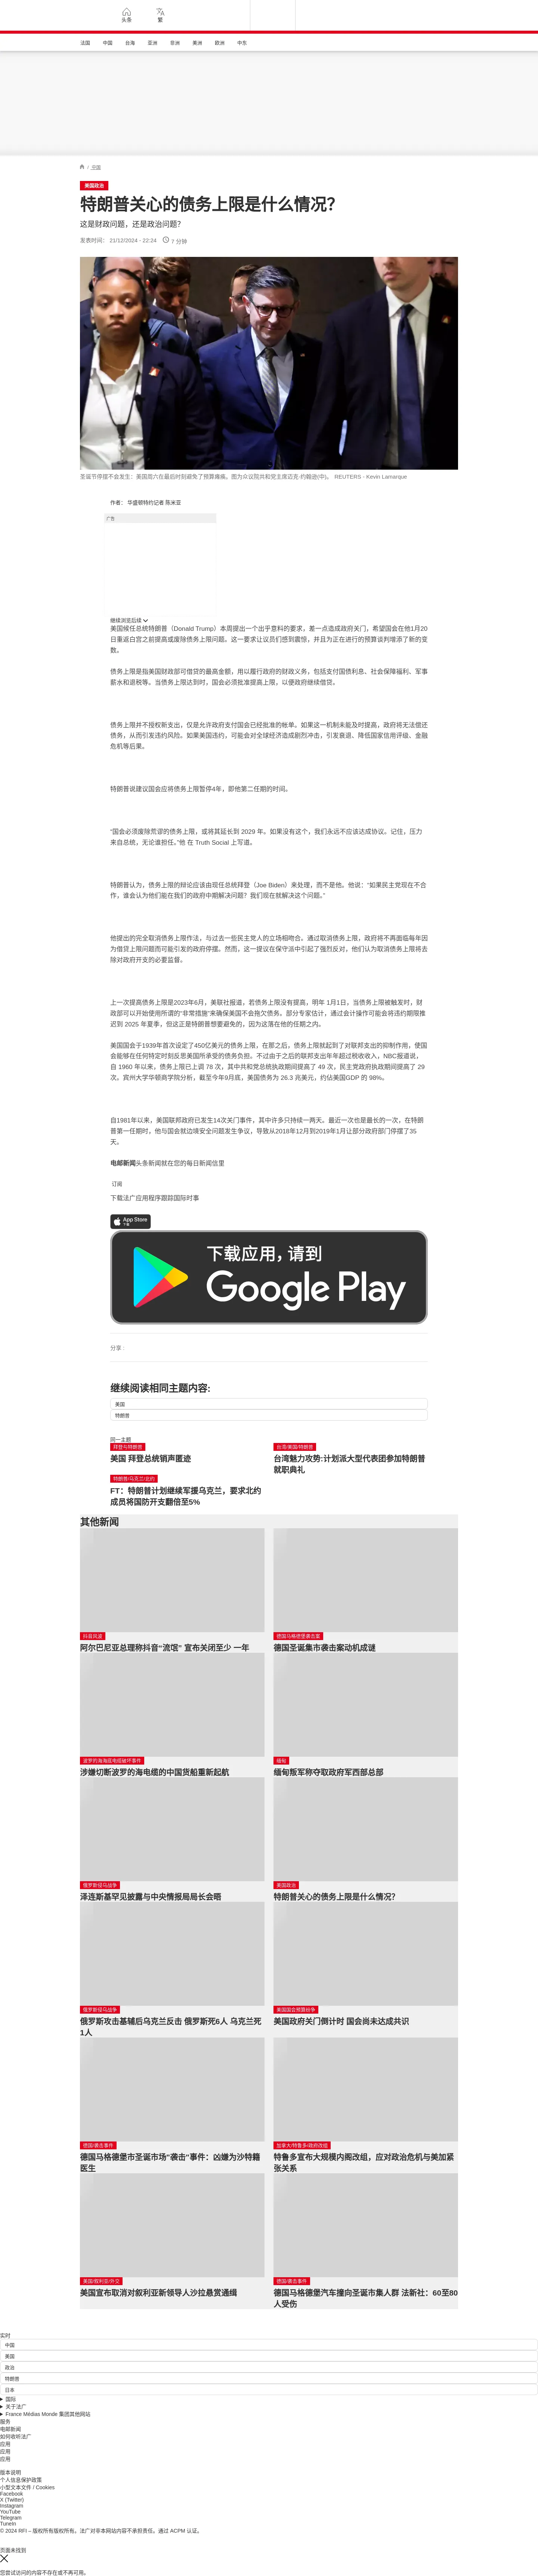 头条
繁
法国 中国 台海 亚洲 非洲 美洲 欧洲 中东
/ 中国
美国政治
特朗普关心的债务上限是什么情况?
这是财政问题，还是政治问题?
发表时间： 21/12/2024 - 22:24 7 分钟
圣诞节停摆不会发生：美国周六在最后时刻避免了预算瘫痪。图为众议院共和党主席迈克·约翰逊(中)。 REUTERS - Kevin Lamarque
作者： 华盛顿特约记者 陈米亚
广告
继续浏览后续
美国候任总统特朗普（Donald Trump）本周提出一个出乎意料的要求，差一点造成政府关门，希望国会在他1月20
日重返白宫之前提高或废除债务上限问题。这一要求让议员们感到震惊，并且为正在进行的预算谈判增添了新的变
数。
债务上限是指美国财政部可借贷的最高金额，用以履行政府的财政义务，包括支付国债利息、社会保障福利、军事
薪水和退税等。当债务上限达到时，国会必须批准提高上限，以便政府继续借贷。
债务上限并不授权新支出，仅是允许政府支付国会已经批准的帐单。如果这一机制未能及时提高，政府将无法偿还
债务，从而引发违约风险。如果美国违约，可能会对全球经济造成剧烈冲击，引发衰退、降低国家信用评级、金融
危机等后果。
特朗普说建议国会应将债务上限暂停4年，即他第二任期的时间。
“国会必须废除荒谬的债务上限，或将其延长到 2029 年。如果没有这个，我们永远不应该达成协议。记住，压力
来自总统，无论谁担任。”他 在 Truth Social 上写道。
特朗普认为，债务上限的辩论应该由现任总统拜登（Joe Biden）来处理，而不是他。他说：“如果民主党现在不合
作，谁会认为他们能在我们的政府中期解决问题？我们现在就解决这个问题。”
他提出的完全取消债务上限作法，与过去一些民主党人的立场相吻合。通过取消债务上限，政府将不再面临每年因
为借贷上限问题而可能引发的政府停摆。然而，这一提议在保守派中引起了强烈反对，他们认为取消债务上限将去
除对政府开支的必要监督。
上一次提高债务上限是2023年6月，美联社报道，若债务上限没有提高，明年 1月1日，当债务上限被触发时，财
政部可以开始使用所谓的“非常措施”来确保美国不会拖欠债务。部分专家估计，通过会计操作可能会将违约期限推
迟到 2025 年夏季，但这正是特朗普想要避免的，因为这落在他的任期之内。
美国国会于1939年首次设定了450亿美元的债务上限，在那之后，债务上限就起到了对联邦支出的抑制作用，使国
会能够在任何特定时刻反思美国所承受的债务负担。不过由于之后的联邦支出年年超过税收收入，NBC报道说，
自 1960 年以来，债务上限已上调 78 次，其中共和党总统执政期间提高了 49 次，民主党政府执政期间提高了 29
次。宾州大学华顿商学院分析，截至今年9月底，美国债务为 26.3 兆美元，约佔美国GDP 的 98%。
自1981年以来，美国联邦政府已发生14次关门事件，其中许多只持续一两天。最近一次也是最长的一次，在特朗
普第一任期时，他与国会就边境安全问题发生争议，导致从2018年12月到2019年1月让部分政府部门停摆了35
天。
电邮新闻头条新闻就在您的每日新闻信里
订阅
下载法广应用程序跟踪国际时事
App Store
下载
下载应用，请到
Google Play
分享 :
继续阅读相同主题内容:
美国
特朗普
同一主题
拜登与特朗普
美国 拜登总统销声匿迹
台湾/美国/特朗普
台湾魅力攻势:计划派大型代表团参加特朗普
就职典礼
特朗普/乌克兰/北约
FT：特朗普计划继续军援乌克兰，要求北约
成员将国防开支翻倍至5%
其他新闻
抖音风波
阿尔巴尼亚总理称抖音“流氓” 宣布关闭至少 一年
德国马格德堡袭击案
德国圣诞集市袭击案动机成谜
波罗的海海底电缆破坏事件
涉嫌切断波罗的海电缆的中国货船重新起航
缅甸
缅甸叛军称夺取政府军西部总部
俄罗斯侵乌战争
泽连斯基罕见披露与中央情报局局长会晤
美国政治
特朗普关心的债务上限是什么情况?
俄罗斯侵乌战争
俄罗斯攻击基辅后乌克兰反击 俄罗斯死6人 乌克兰死
1人
美国国会预算纷争
美国政府关门倒计时 国会尚未达成共识
德国/袭击事件
德国马格德堡市圣诞市场“袭击”事件：凶嫌为沙特籍
医生
加拿大/特鲁多/政府改组
特鲁多宣布大规模内阁改组，应对政治危机与美加紧
张关系
美国/叙利亚/外交
美国宣布取消对叙利亚新领导人沙拉悬赏通缉
德国/袭击事件
德国马格德堡汽车撞向圣诞市集人群 法新社：60至80
人受伤
实时
中国
美国
政治
特朗普
日本
国际
关于法广
France Médias Monde 集团其他网站
服务
电邮新闻
如何收听法广
应用
应用
应用
版本说明
个人信息保护政策
小型文本文件 / Cookies
Facebook
X (Twitter)
Instagram
YouTube
Telegram
TuneIn
© 2024 RFI – 版权所有版权所有。法广对非本网站内容不承担责任。通过 ACPM 认证。
页面未找到
您尝试访问的内容不存在或不再可用。